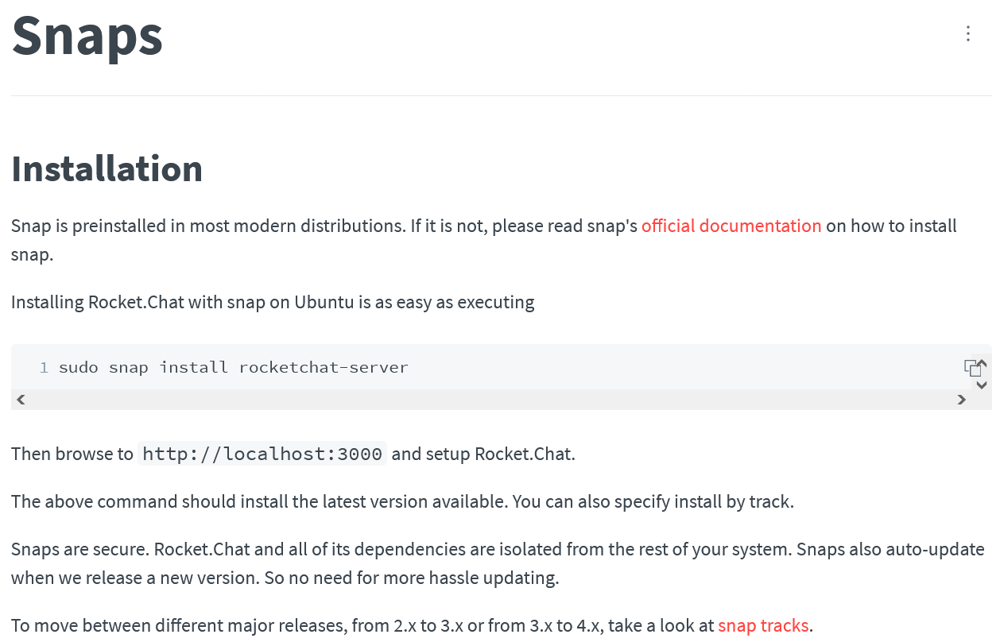 Snaps
Installation
Snap is preinstalled in most modern distributions. If it is not, please read snap's official documentation on how to install
snap.
Installing Rocket.Chat with snap on Ubuntu is as easy as executing
1 sudo snap install rocketchat-server
Then browse to http://localhost:3000 and setup Rocket.Chat.
The above command should install the latest version available. You can also specify install by track.
Snaps are secure. Rocket.Chat and all of its dependencies are isolated from the rest of your system. Snaps also auto-update
when we release a new version. So no need for more hassle updating.
To move between different major releases, from 2.x to 3.x or from 3.x to 4.x, take a look at snap tracks.